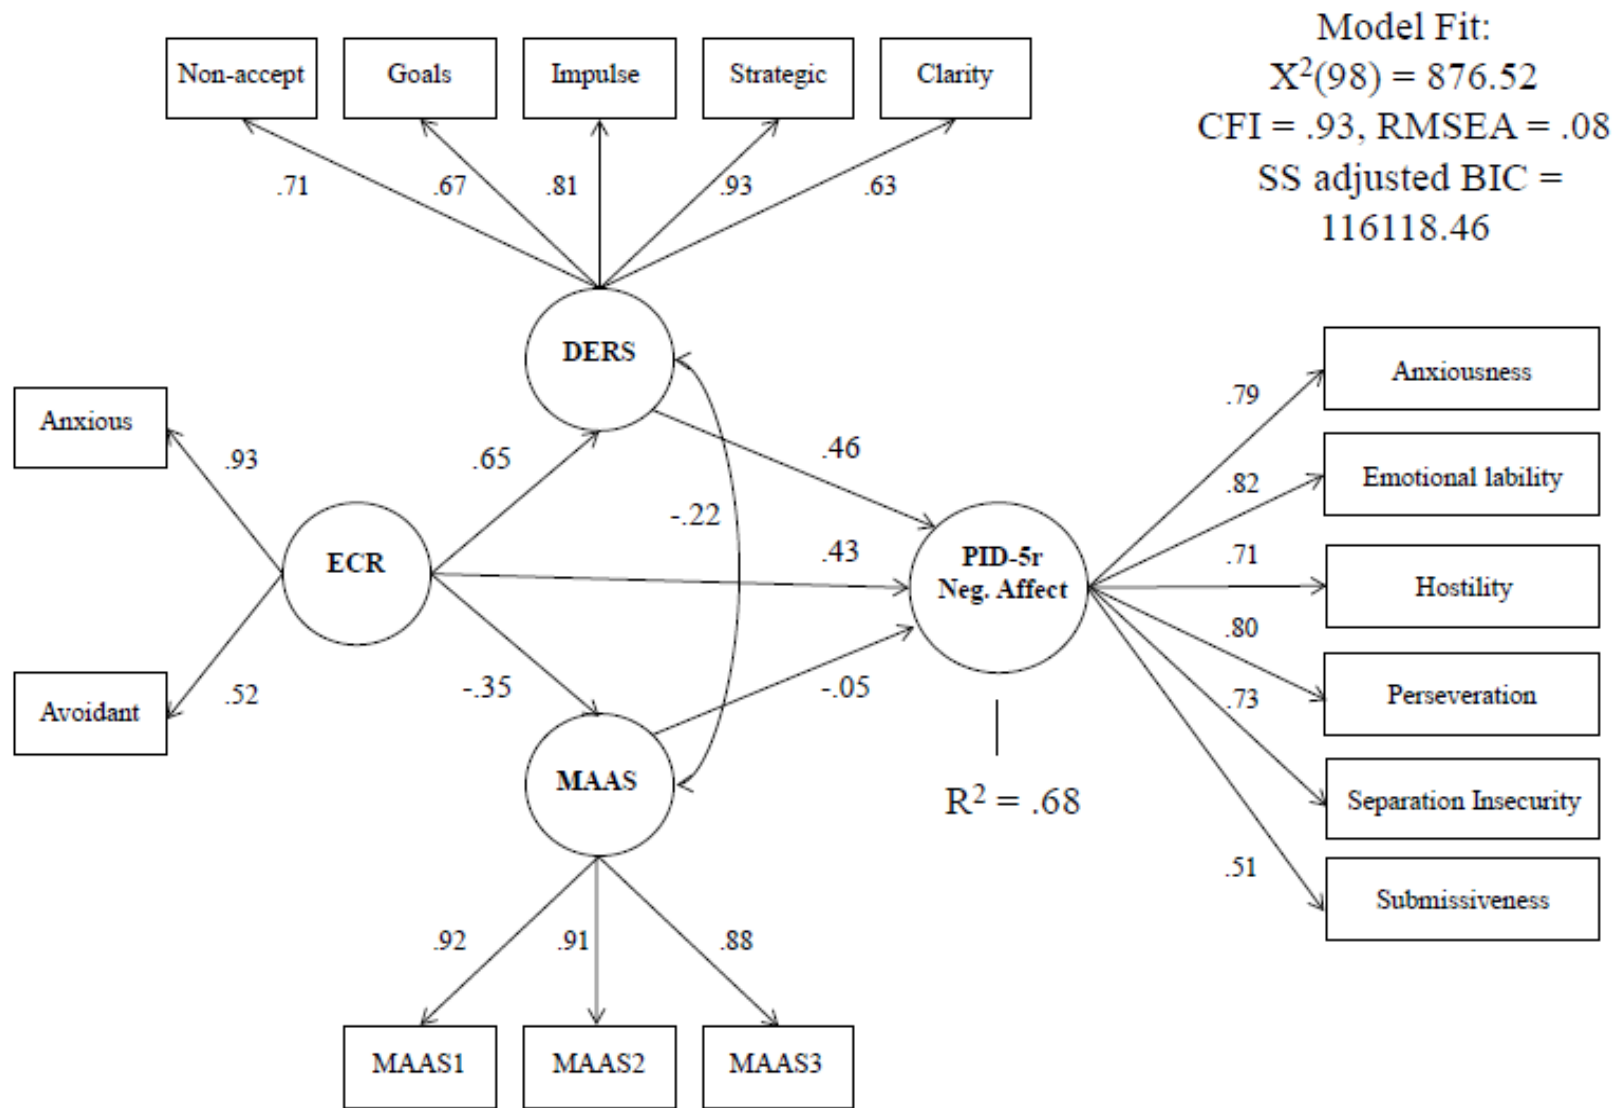 Model Fit:
X²(98) = 876.52
CFI = .93, RMSEA = .08
SS adjusted BIC =
116118.46
Non-accept
Goals
Impulse
Strategic
Clarity
.71
.67
.81
.93
.63
DERS
Anxious
.93
.65
.46
.79
Anxiousness
.82
Emotional lability
-.22
ECR
.43
PID-5r
Neg. Affect
.71
Hostility
.80
Perseveration
Avoidant
.52
-.35
-.05
.73
MAAS
R² = .68
Separation Insecurity
.51
Submissiveness
.92
.91
.88
MAAS1
MAAS2
MAAS3